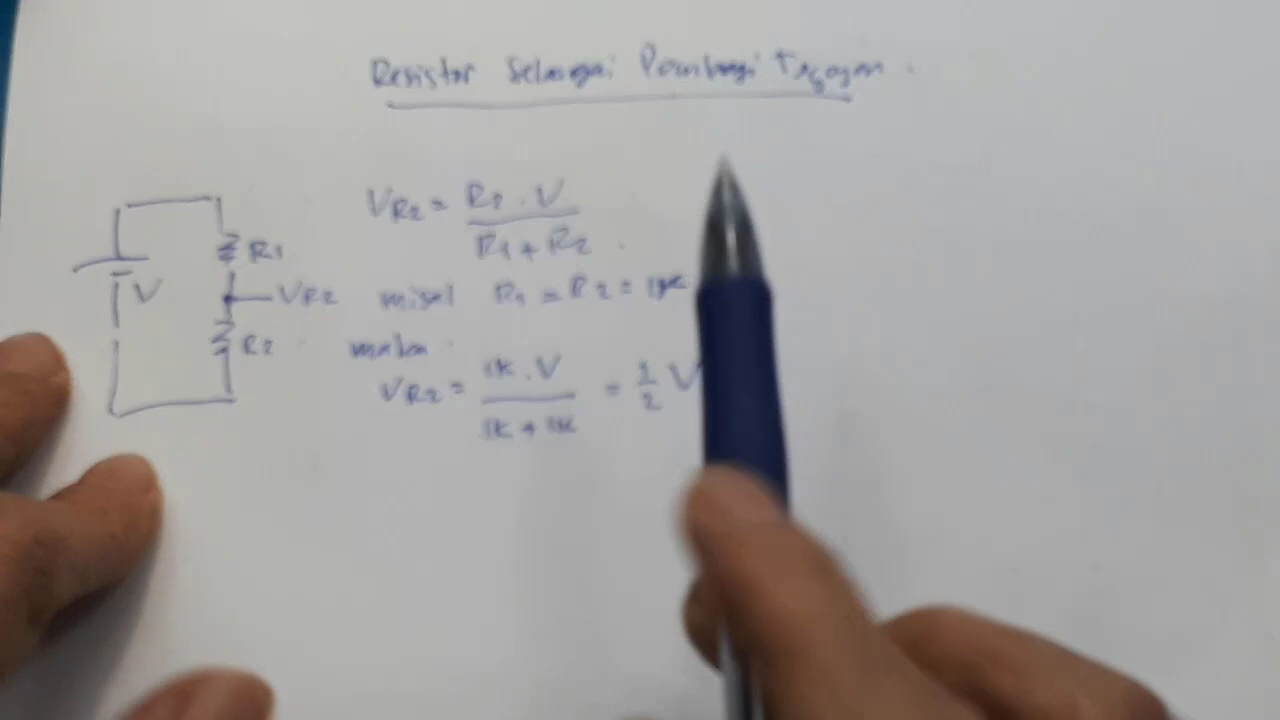 Resistor Sebagai Pembagi Tegangan.
VR2 = R2 . V
R1 + R2
R1
V
VR2
R2
misal R1 = R2 = 1K
maka
VR2 = 1K . V = 1/2 V
1K + 1K